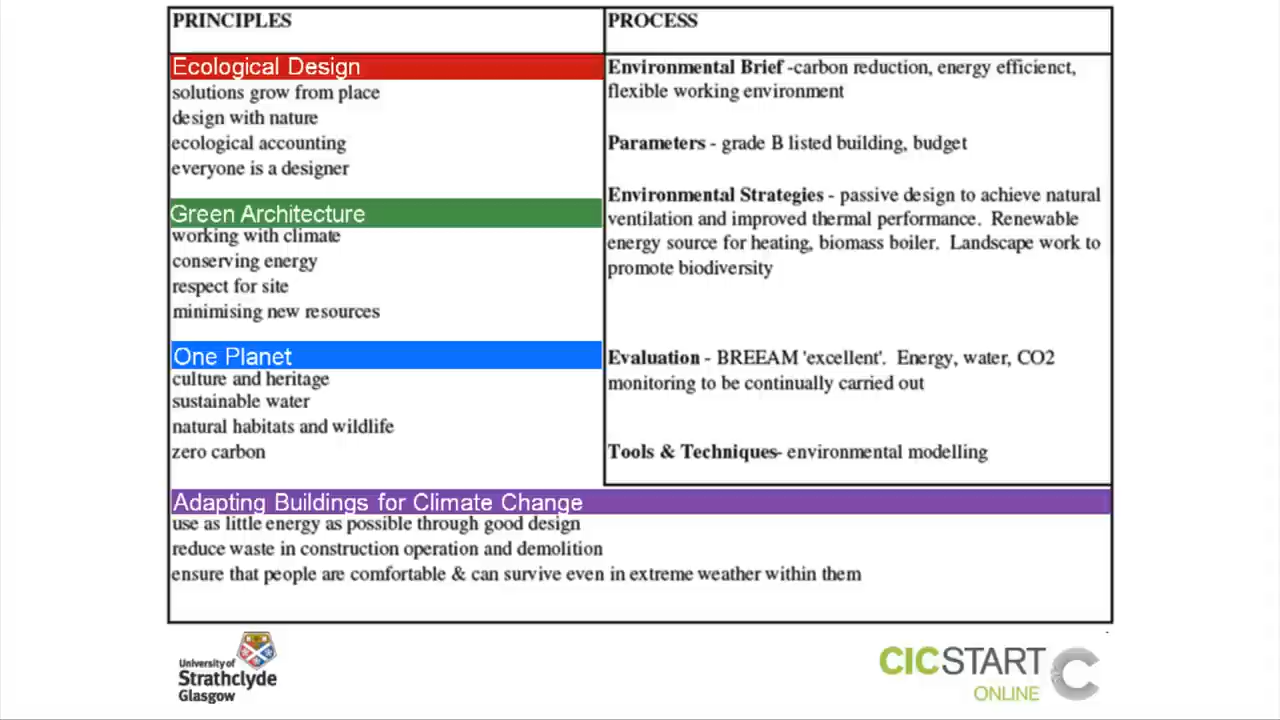 PRINCIPLES
Ecological Design
solutions grow from place
design with nature
ecological accounting
everyone is a designer
Green Architecture
working with climate
conserving energy
respect for site
minimising new resources
One Planet
culture and heritage
sustainable water
natural habitats and wildlife
zero carbon
PROCESS
Environmental Brief -carbon reduction, energy efficienct,
flexible working environment
Parameters - grade B listed building, budget
Environmental Strategies - passive design to achieve natural
ventilation and improved thermal performance. Renewable
energy source for heating, biomass boiler. Landscape work to
promote biodiversity
Evaluation - BREEAM 'excellent'. Energy, water, CO2
monitoring to be continually carried out
Tools & Techniques- environmental modelling
Adapting Buildings for Climate Change
use as little energy as possible through good design
reduce waste in construction operation and demolition
ensure that people are comfortable & can survive even in extreme weather within them
University of
Strathclyde
Glasgow
CICSTART
ONLINE